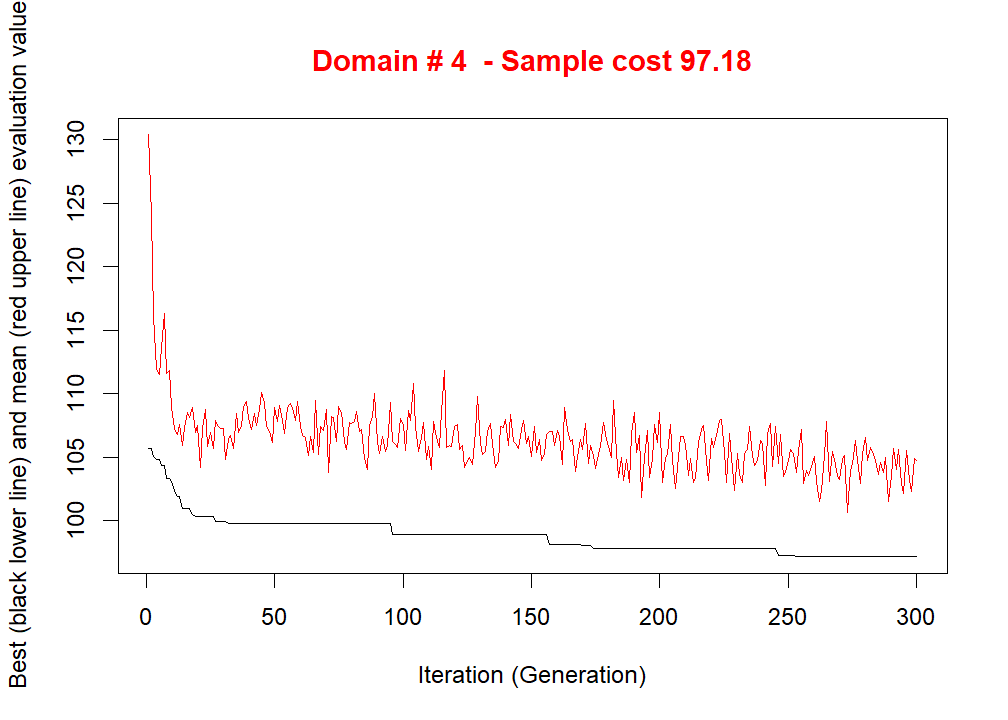 Domain # 4 - Sample cost 97.18
Best (black lower line) and mean (red upper line) evaluation value
130
125
120
115
110
105
100
0 50 100 150 200 250 300
Iteration (Generation)